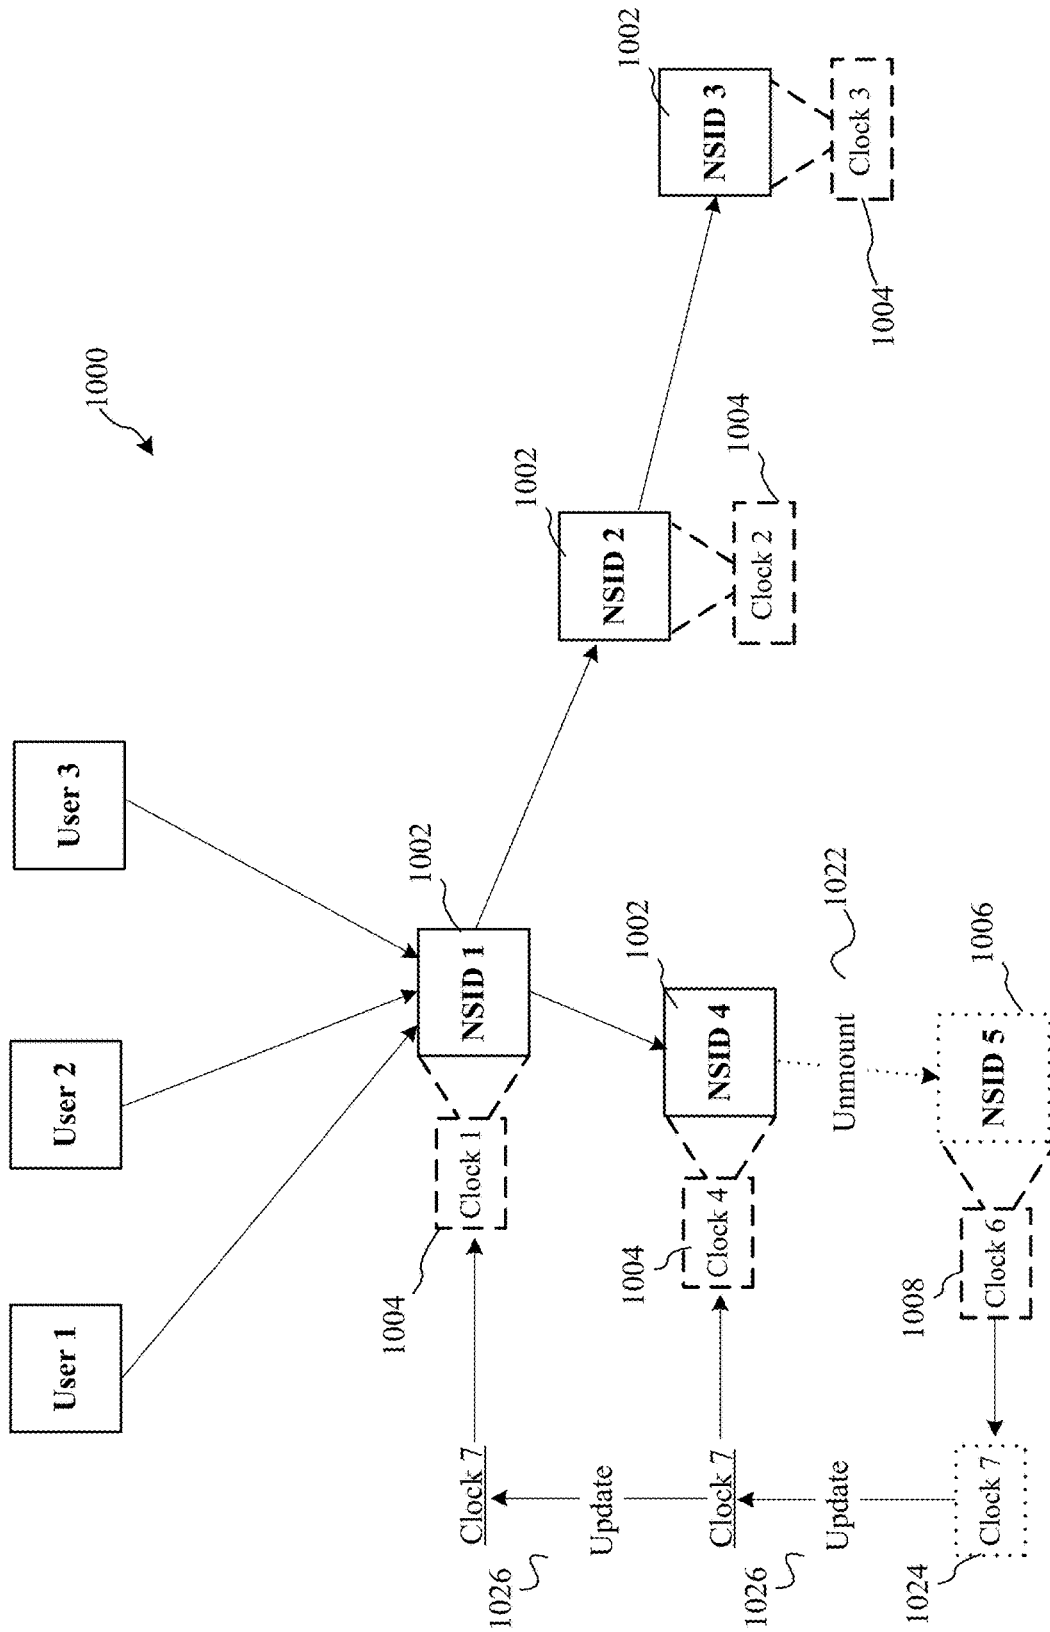 1000
User 1
User 2
User 3
1004
Clock 1
NSID 1
1002
Clock 7
1026
Update
1004
Clock 4
NSID 4
1002
Clock 7
1026
Update
Unmount
1022
1024
Clock 7
1008
Clock 6
NSID 5
1006
NSID 2
1002
Clock 2
1004
NSID 3
1002
Clock 3
1004